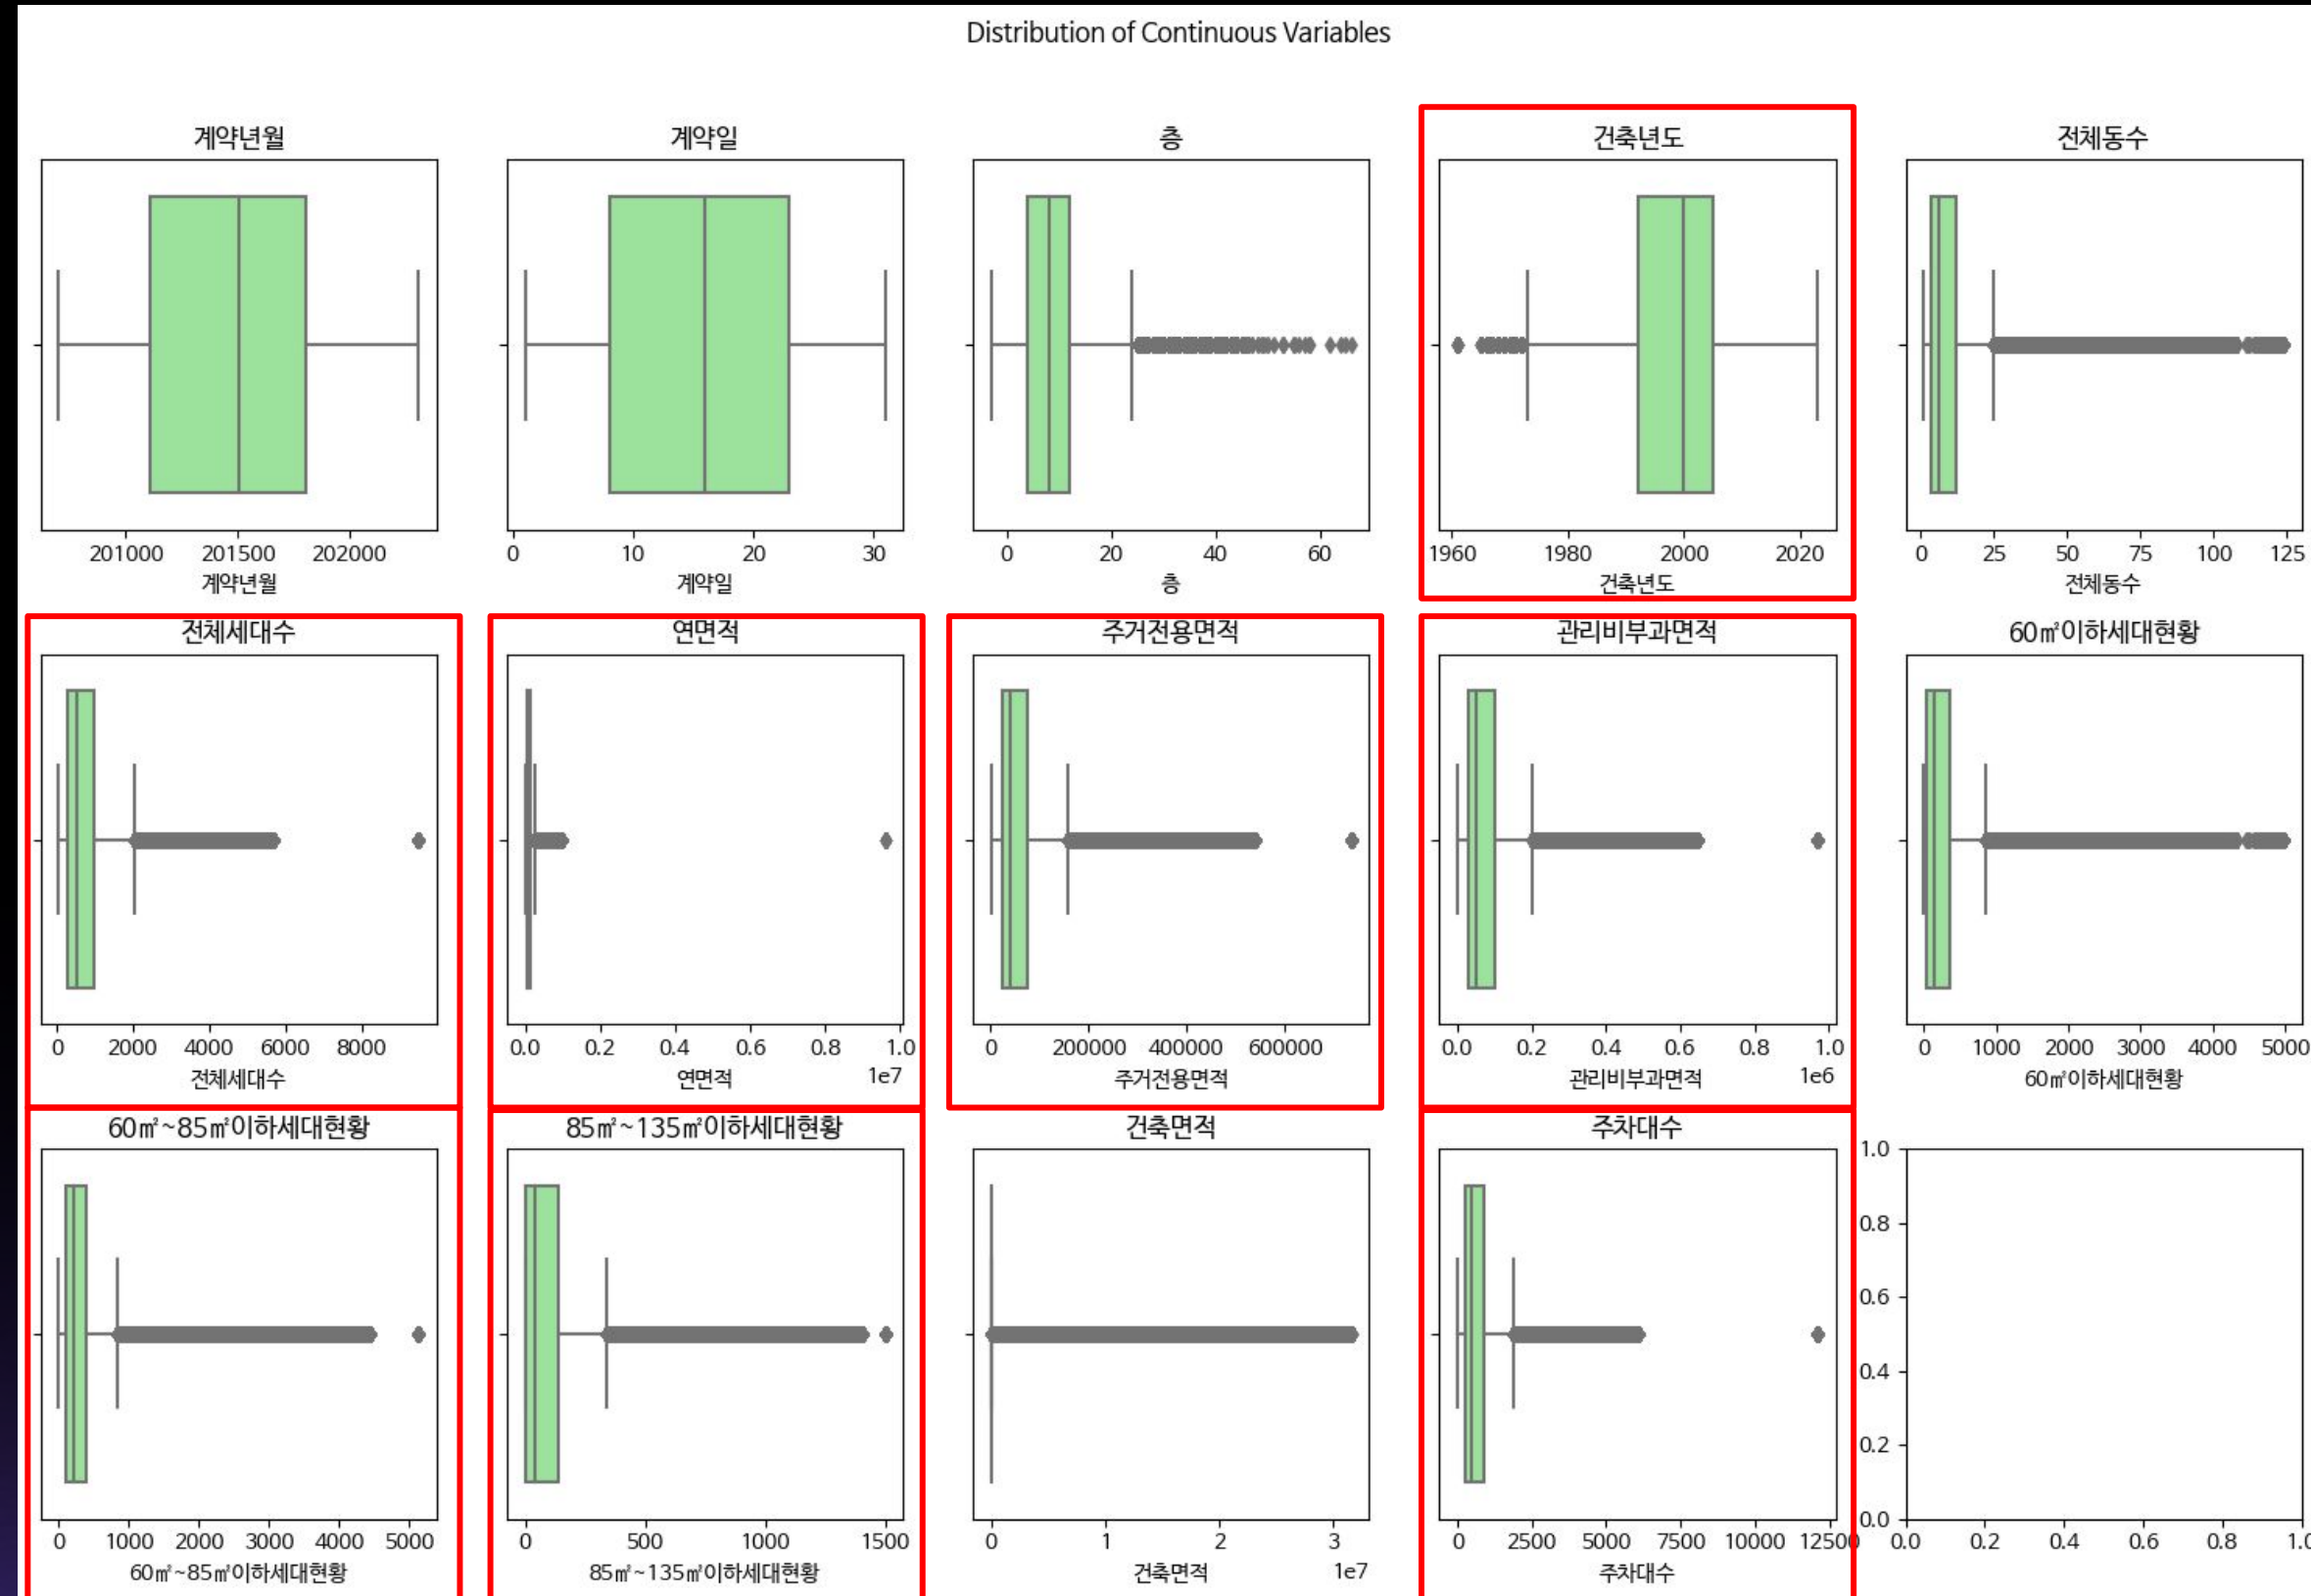 Distribution of Continuous Variables
계약년월 계약일 층 건축년도 전체동수
201000 201500 202000 0 10 20 30 0 20 40 60 1960 1980 2000 2020 0 25 50 75 100 125
계약년월 계약일 층 건축년도 전체동수
전체세대수 연면적 주거전용면적 관리비부과면적 60㎡이하세대현황
0 2000 4000 6000 8000 0.0 0.2 0.4 0.6 0.8 1.0 0 200000 400000 600000 0.0 0.2 0.4 0.6 0.8 1.0 0 1000 2000 3000 4000 5000
전체세대수 연면적 1e7 주거전용면적 관리비부과면적 1e6 60㎡이하세대현황
60㎡~85㎡이하세대현황 85㎡~135㎡이하세대현황 건축면적 주차대수
1.0
0.8
0.6
0.4
0.2
0.0
0 1000 2000 3000 4000 5000 0 500 1000 1500 0 1 2 3 0 2500 5000 7500 10000 12500 0.0 0.2 0.4 0.6 0.8
60㎡~85㎡이하세대현황 85㎡~135㎡이하세대현황 건축면적 1e7 주차대수